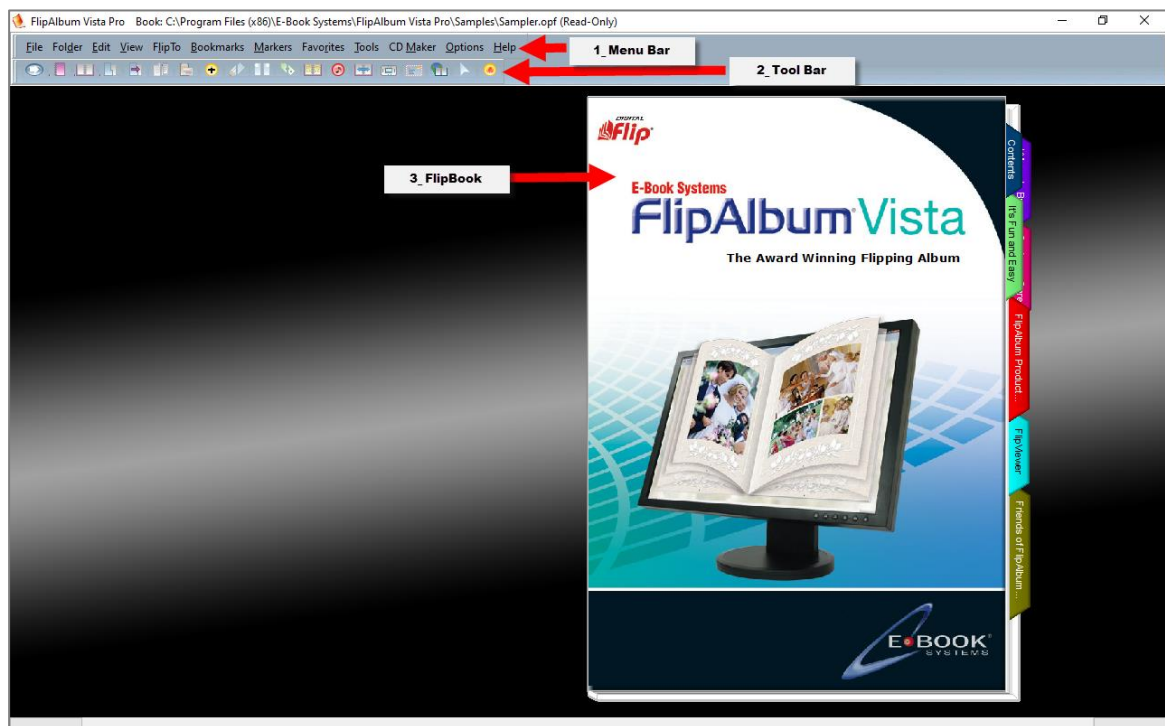 FlipAlbum Vista Pro Book: C:\Program Files (x86)\E-Book Systems\FlipAlbum Vista Pro\Samples\Sampler.opf (Read-Only)
File Folder Edit View FlipTo Bookmarks Markers Favorites Tools CD Maker Options Help
1_Menu Bar
2_Tool Bar
3_FlipBook
DIGITAL
Flip
E-Book Systems
FlipAlbum Vista
The Award Winning Flipping Album
Contents
It's Fun and Easy
FlipAlbum Product...
FlipViewer
Friends of FlipAlbum...
E-BOOK
SYSTEMS